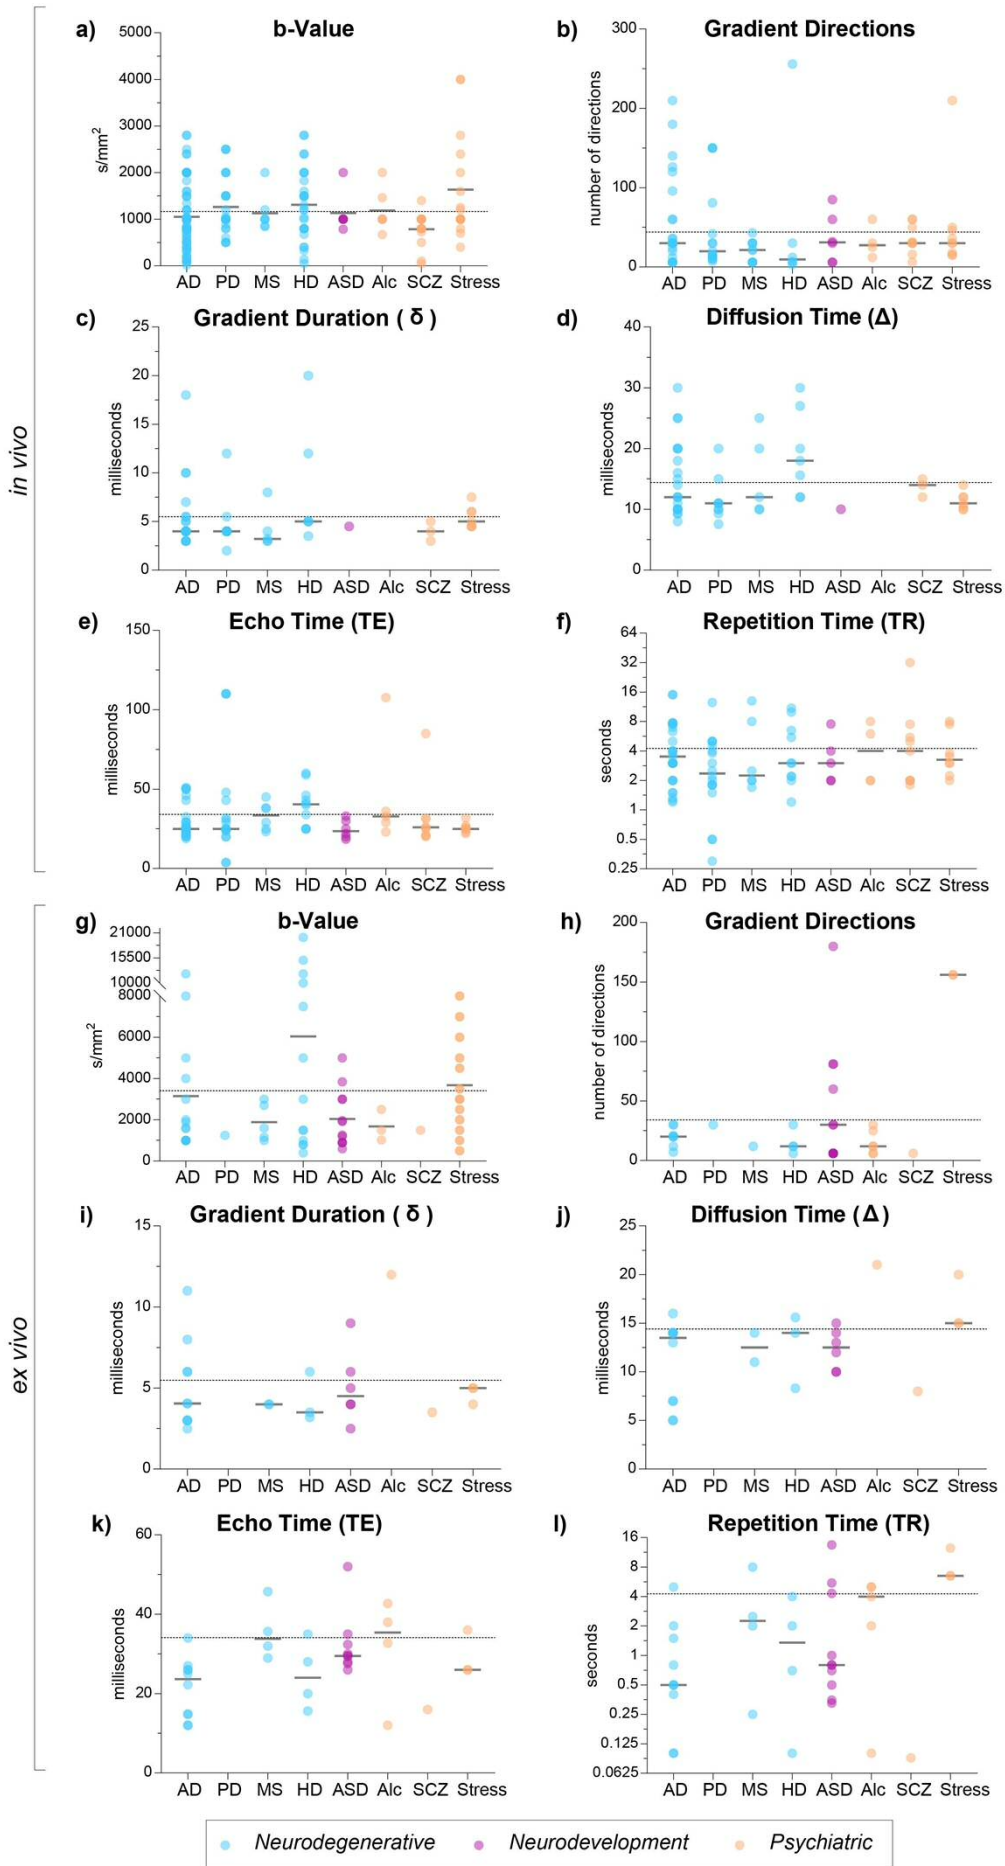 in vivo
a) b-Value
5000
4000
3000
2000
1000
0
s/mm²
AD PD MS HD ASD Alc SCZ Stress
b) Gradient Directions
300
200
100
0
number of directions
AD PD MS HD ASD Alc SCZ Stress
c) Gradient Duration ( δ )
25
20
15
10
5
0
milliseconds
AD PD MS HD ASD Alc SCZ Stress
d) Diffusion Time (Δ)
40
30
20
10
0
milliseconds
AD PD MS HD ASD Alc SCZ Stress
e) Echo Time (TE)
150
100
50
0
milliseconds
AD PD MS HD ASD Alc SCZ Stress
f) Repetition Time (TR)
64
32
16
8
4
2
1
0.5
0.25
seconds
AD PD MS HD ASD Alc SCZ Stress
ex vivo
g) b-Value
21000
15500
10000
8000
6000
4000
2000
0
s/mm²
AD PD MS HD ASD Alc SCZ Stress
h) Gradient Directions
200
150
100
50
0
number of directions
AD PD MS HD ASD Alc SCZ Stress
i) Gradient Duration ( δ )
15
10
5
0
milliseconds
AD PD MS HD ASD Alc SCZ Stress
j) Diffusion Time (Δ)
25
20
15
10
5
0
milliseconds
AD PD MS HD ASD Alc SCZ Stress
k) Echo Time (TE)
60
40
20
0
milliseconds
AD PD MS HD ASD Alc SCZ Stress
l) Repetition Time (TR)
16
8
4
2
1
0.5
0.25
0.125
0.0625
seconds
AD PD MS HD ASD Alc SCZ Stress
Neurodegenerative Neurodevelopment Psychiatric